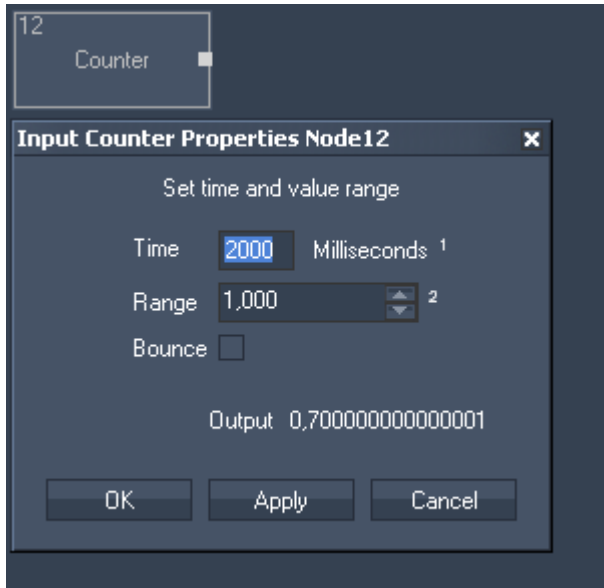 12
Counter
Input Counter Properties Node12
Set time and value range
Time 2000 Milliseconds ¹
Range 1,000 ²
Bounce
Output 0,700000000000001
OK Apply Cancel